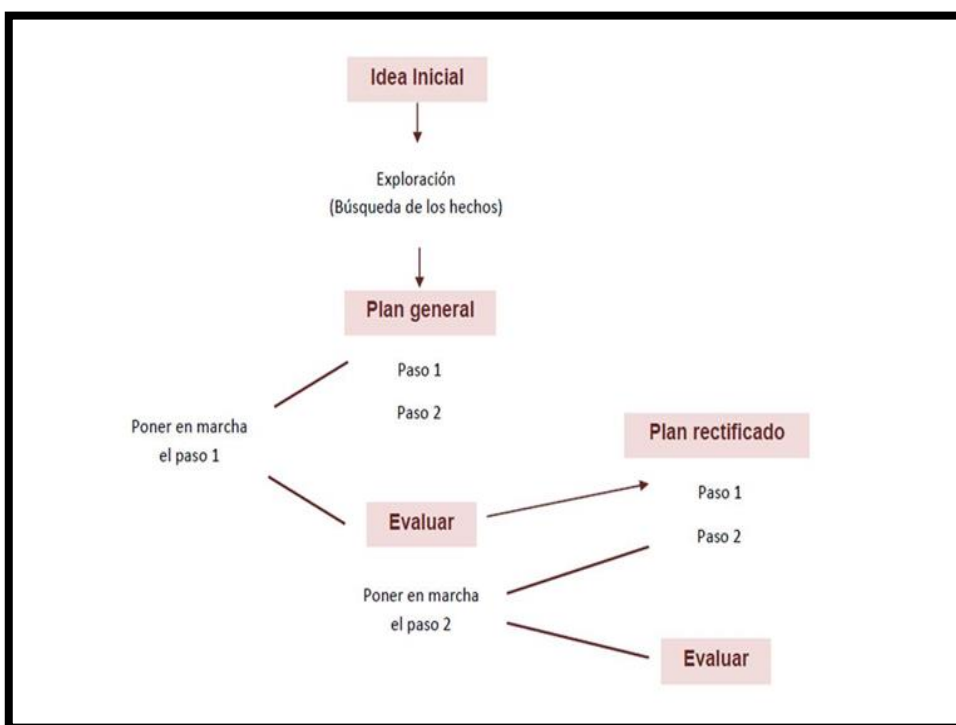 Idea Inicial
Exploración
(Búsqueda de los hechos)
Plan general
Paso 1
Paso 2
Poner en marcha
el paso 1
Evaluar
Plan rectificado
Paso 1
Paso 2
Poner en marcha
el paso 2
Evaluar